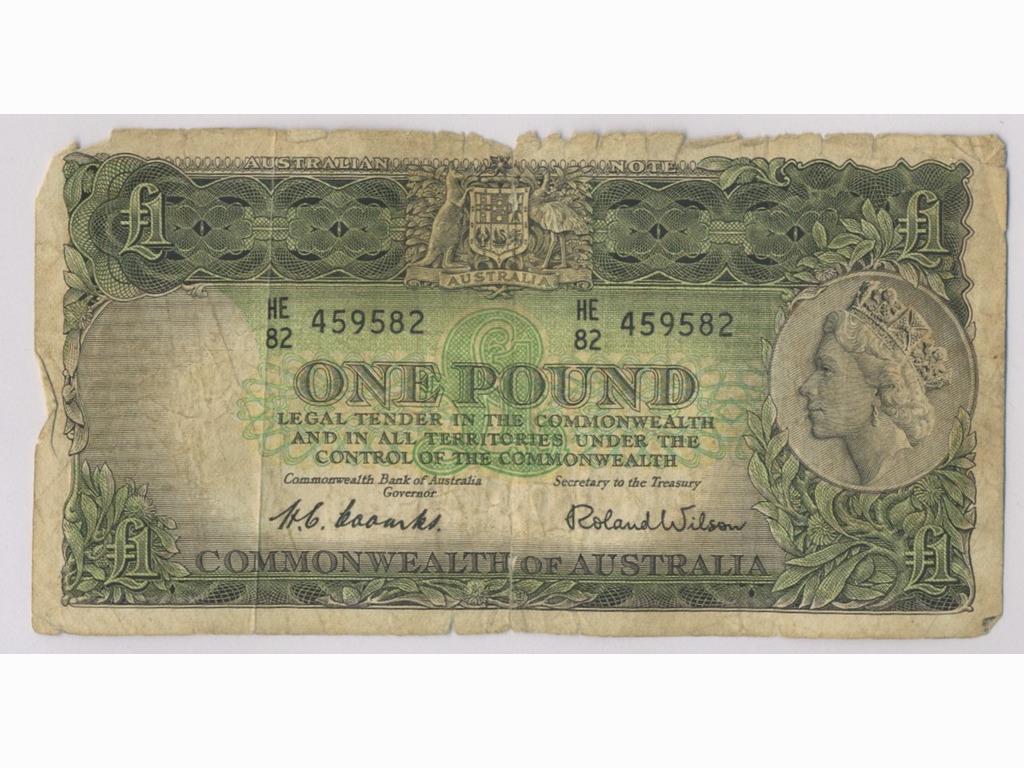 AUSTRALIAN NOTE
£1 £1
AUSTRALIA
HE 82 459582 HE 82 459582
ONE POUND
LEGAL TENDER IN THE COMMONWEALTH
AND IN ALL TERRITORIES UNDER THE
CONTROL OF THE COMMONWEALTH
Commonwealth Bank of Australia Secretary to the Treasury
Governor
H.C. Coombs. Roland Wilson
£1 £1
COMMONWEALTH OF AUSTRALIA